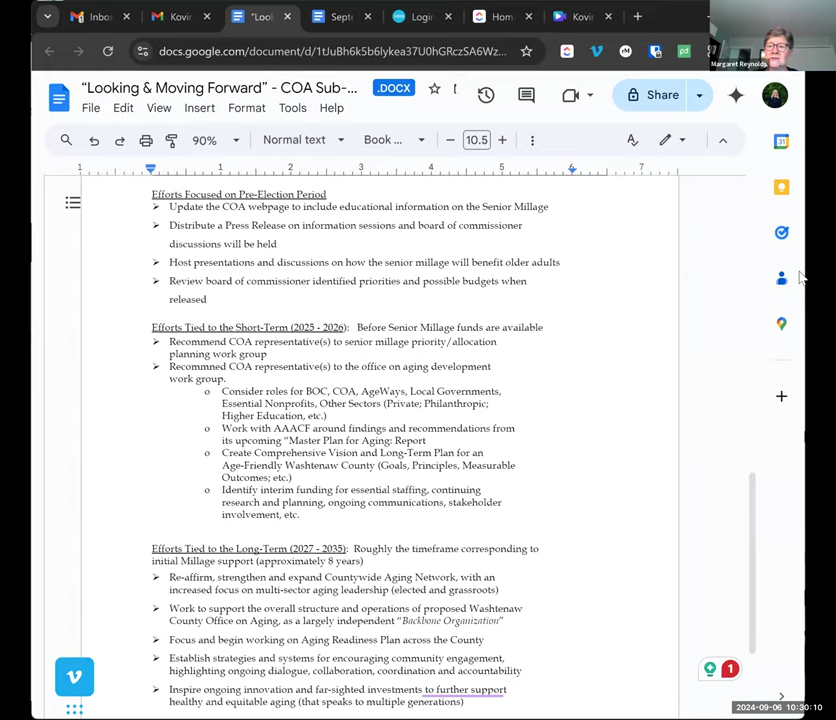 Inbo
Kovir
"Loo
Septe
Login
Hom
Kovir
docs.google.com/document/d/1tJuBh6k5b6lykea37U0hGRczSA6Wz...
Margaret Reynolds
"Looking & Moving Forward" - COA Sub-...
.DOCX
Share
File Edit View Insert Format Tools Help
90% Normal text Book ... 10.5
1 1 2 3 4 5 6 7
Efforts Focused on Pre-Election Period
➤ Update the COA webpage to include educational information on the Senior Millage
➤ Distribute a Press Release on information sessions and board of commissioner
discussions will be held
➤ Host presentations and discussions on how the senior millage will benefit older adults
➤ Review board of commissioner identified priorities and possible budgets when
released
Efforts Tied to the Short-Term (2025 - 2026): Before Senior Millage funds are available
➤ Recommend COA representative(s) to senior millage priority/allocation
planning work group
➤ Recommned COA representative(s) to the office on aging development
work group.
o Consider roles for BOC, COA, AgeWays, Local Governments,
Essential Nonprofits, Other Sectors (Private; Philanthropic;
Higher Education, etc.)
o Work with AAACF around findings and recommendations from
its upcoming "Master Plan for Aging: Report
o Create Comprehensive Vision and Long-Term Plan for an
Age-Friendly Washtenaw County (Goals, Principles, Measurable
Outcomes; etc.)
o Identify interim funding for essential staffing, continuing
research and planning, ongoing communications, stakeholder
involvement, etc.
Efforts Tied to the Long-Term (2027 - 2035): Roughly the timeframe corresponding to
initial Millage support (approximately 8 years)
➤ Re-affirm, strengthen and expand Countywide Aging Network, with an
increased focus on multi-sector aging leadership (elected and grassroots)
➤ Work to support the overall structure and operations of proposed Washtenaw
County Office on Aging, as a largely independent "Backbone Organization"
➤ Focus and begin working on Aging Readiness Plan across the County
➤ Establish strategies and systems for encouraging community engagement,
highlighting ongoing dialogue, collaboration, coordination and accountability
➤ Inspire ongoing innovation and far-sighted investments to further support
healthy and equitable aging (that speaks to multiple generations)
1
2024-09-06 10:30:10